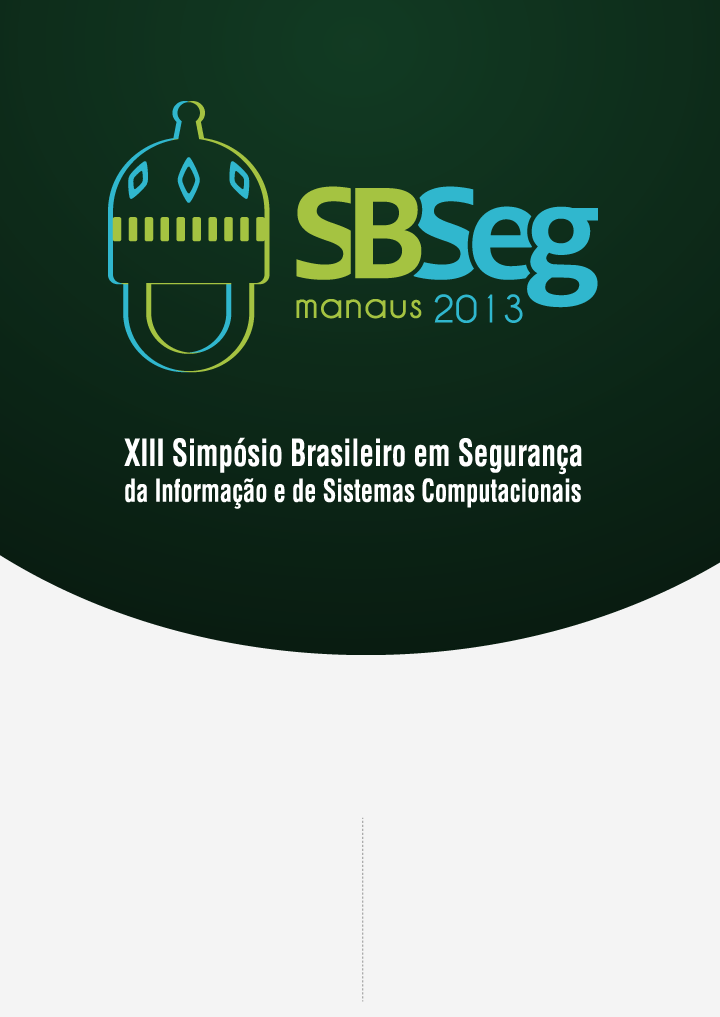 SBSeg
manaus 2013
XIII Simpósio Brasileiro em Segurança
da Informação e de Sistemas Computacionais